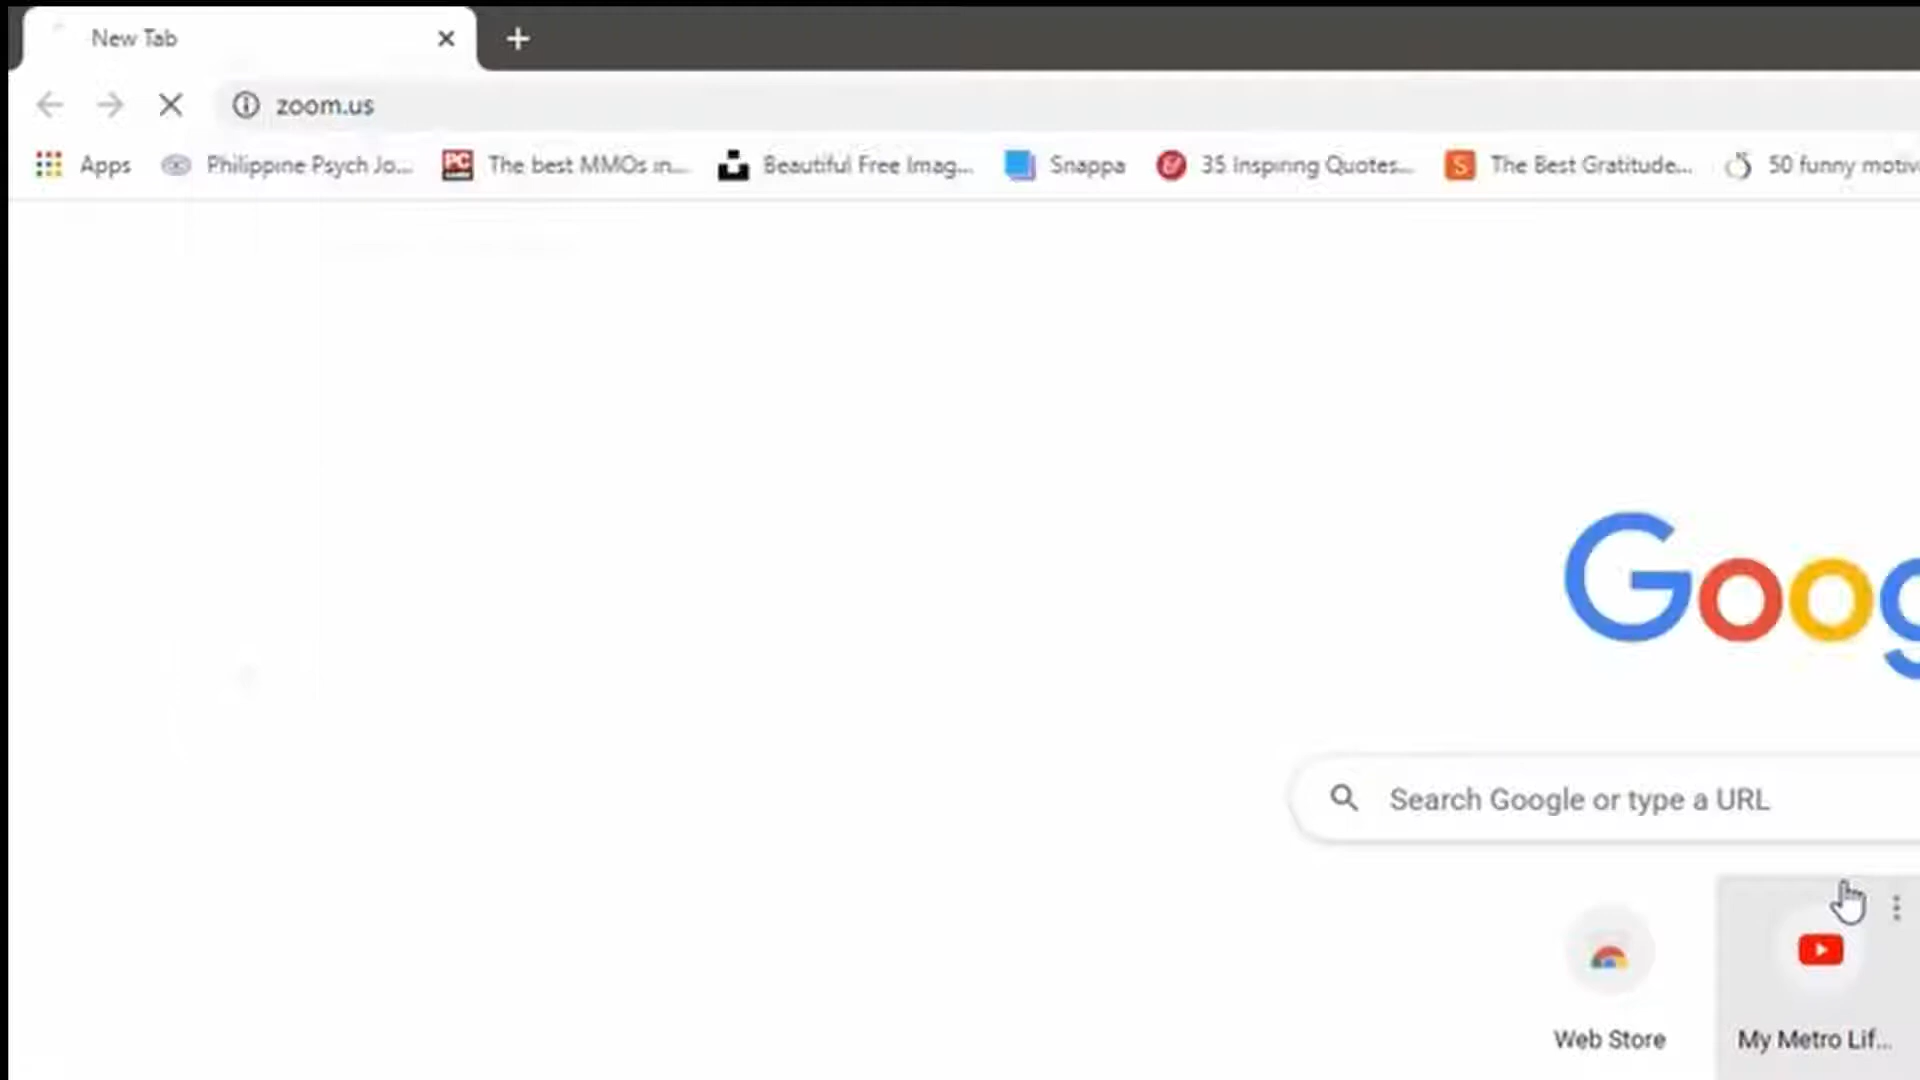 New Tab
zoom.us
Apps Philippine Psych Jo... PC The best MMOs in... Beautiful Free Imag... Snappa 35 Inspiring Quotes... S The Best Gratitude... 50 funny motiv
Goog
Search Google or type a URL
Web Store My Metro Lif...